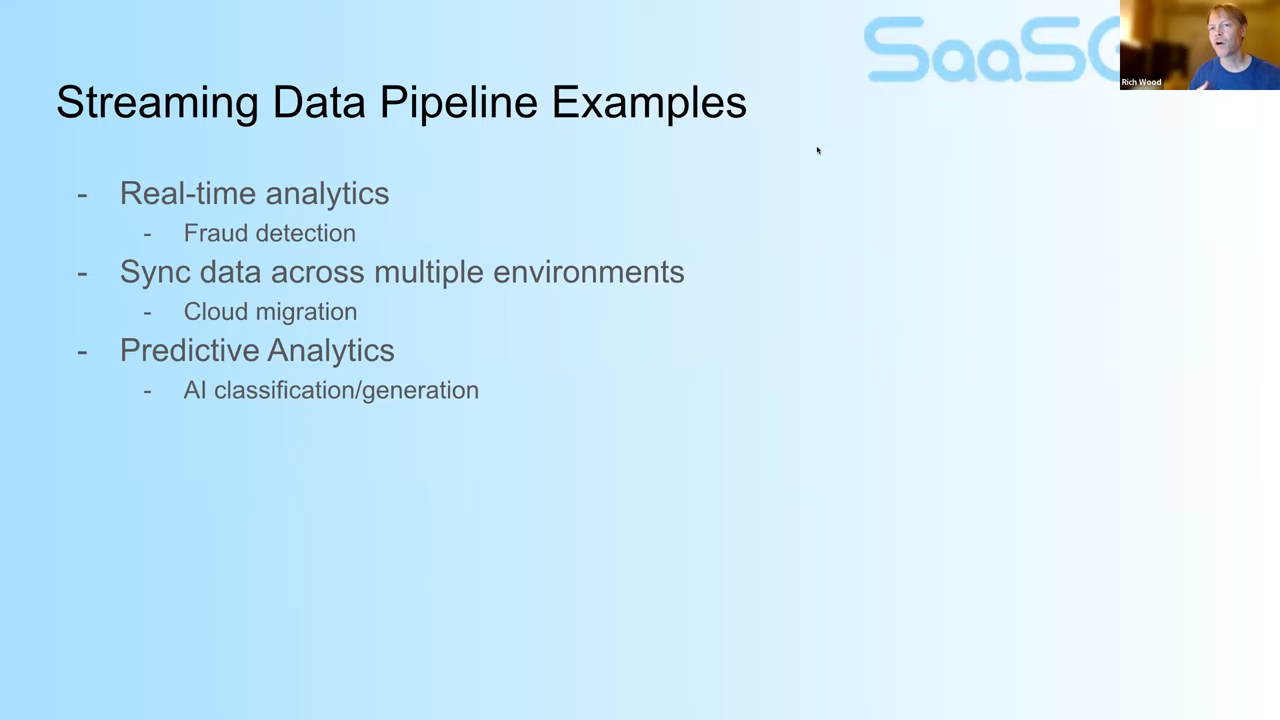 SaaSG
Rich Wood
Streaming Data Pipeline Examples
- Real-time analytics
- Fraud detection
- Sync data across multiple environments
- Cloud migration
- Predictive Analytics
- AI classification/generation